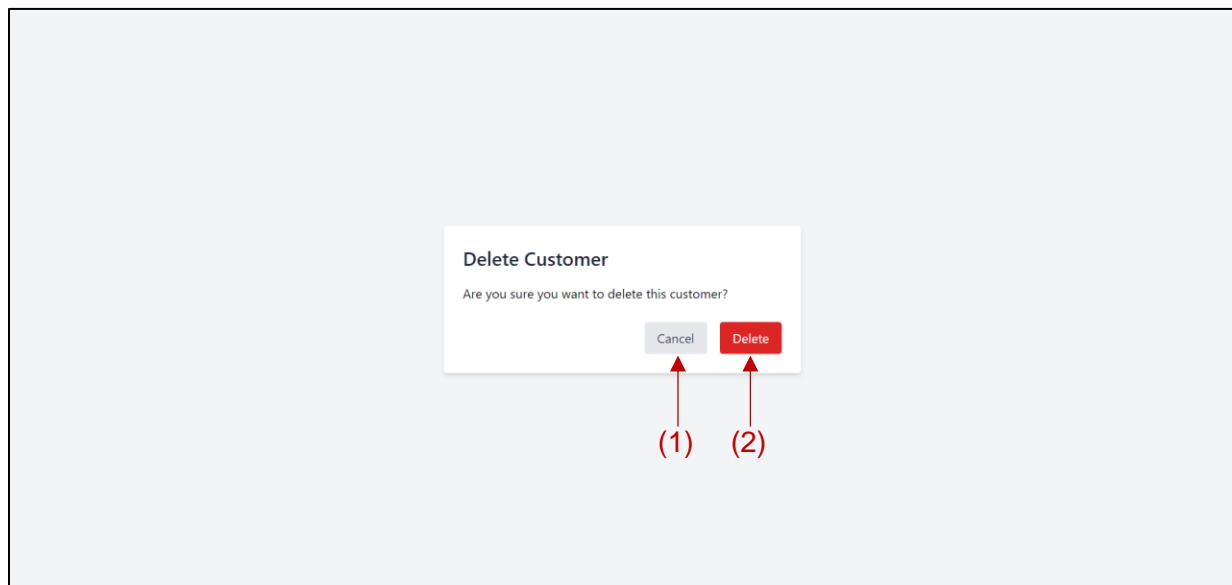 Delete Customer
Are you sure you want to delete this customer?
Cancel Delete
(1) (2)